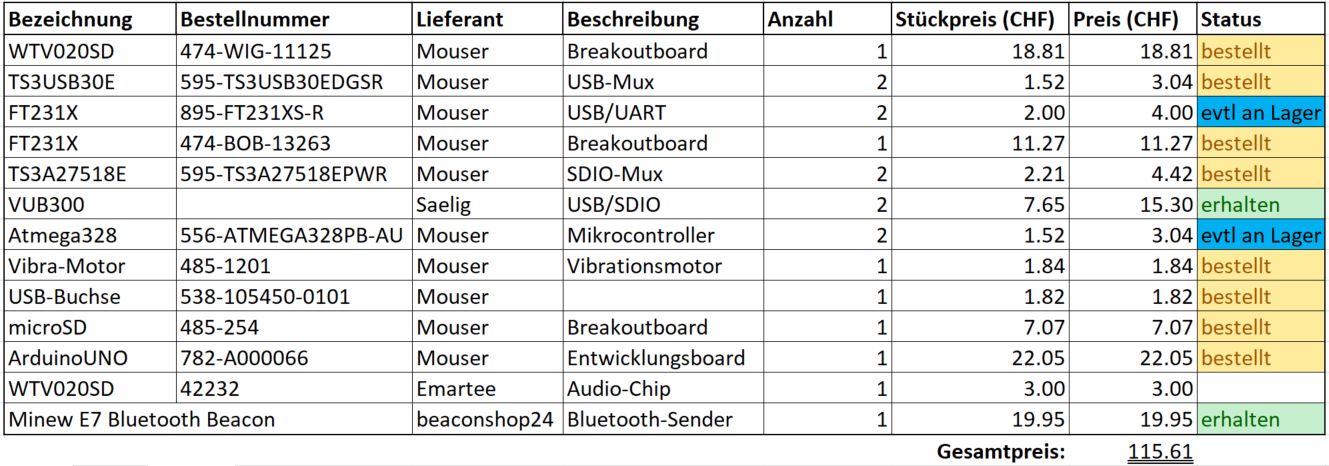 Bezeichnung Bestellnummer Lieferant Beschreibung Anzahl Stückpreis (CHF) Preis (CHF) Status
WTV020SD 474-WIG-11125 Mouser Breakoutboard 1 18.81 18.81 bestellt
TS3USB30E 595-TS3USB30EDGSR Mouser USB-Mux 2 1.52 3.04 bestellt
FT231X 895-FT231XS-R Mouser USB/UART 2 2.00 4.00 evtl an Lager
FT231X 474-BOB-13263 Mouser Breakoutboard 1 11.27 11.27 bestellt
TS3A27518E 595-TS3A27518EPWR Mouser SDIO-Mux 2 2.21 4.42 bestellt
VUB300 Saelig USB/SDIO 2 7.65 15.30 erhalten
Atmega328 556-ATMEGA328PB-AU Mouser Mikrocontroller 2 1.52 3.04 evtl an Lager
Vibra-Motor 485-1201 Mouser Vibrationsmotor 1 1.84 1.84 bestellt
USB-Buchse 538-105450-0101 Mouser 1 1.82 1.82 bestellt
microSD 485-254 Mouser Breakoutboard 1 7.07 7.07 bestellt
ArduinoUNO 782-A000066 Mouser Entwicklungsboard 1 22.05 22.05 bestellt
WTV020SD 42232 Emartee Audio-Chip 1 3.00 3.00
Minew E7 Bluetooth Beacon beaconshop24 Bluetooth-Sender 1 19.95 19.95 erhalten
Gesamtpreis: 115.61